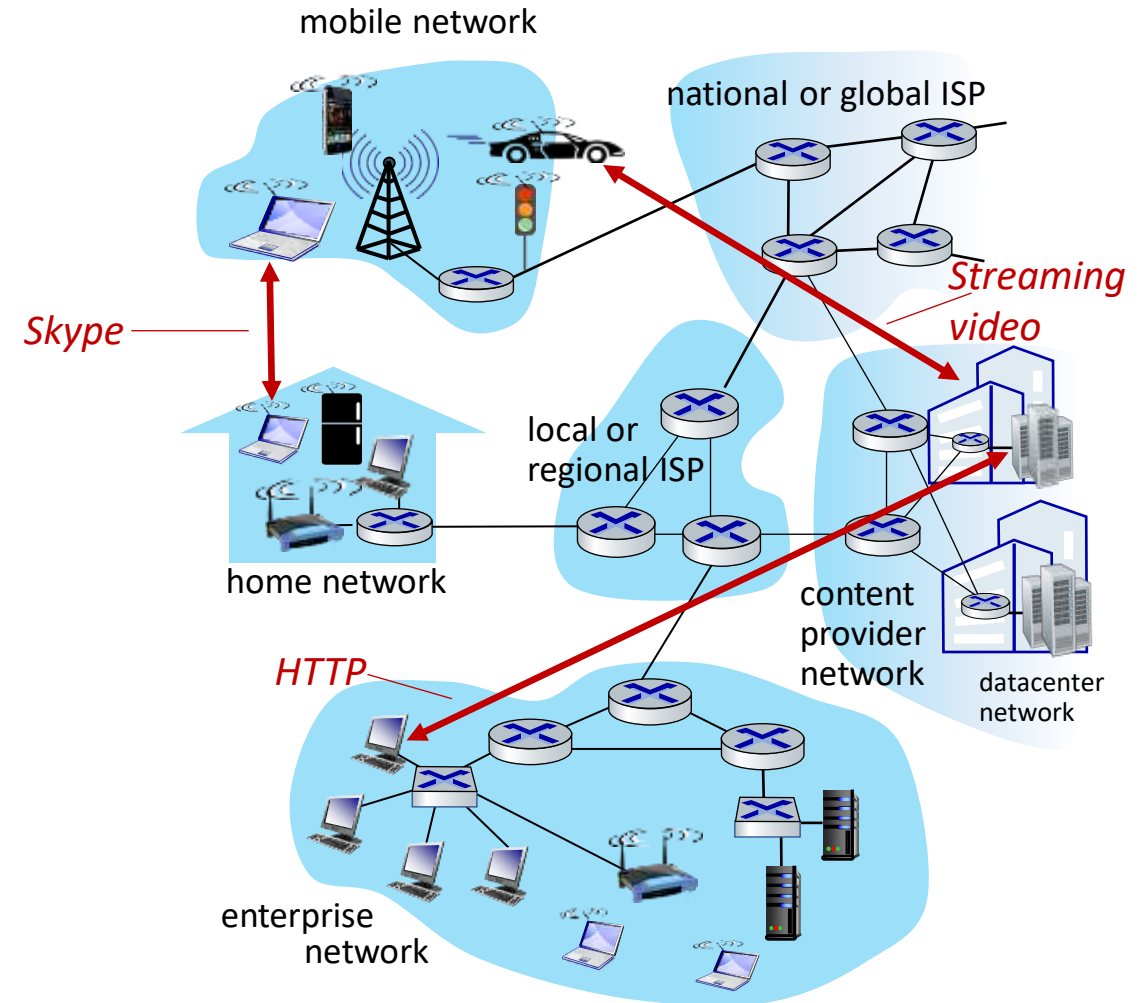 mobile network
national or global ISP
Streaming
video
Skype
local or
regional ISP
home network
content
provider
network
datacenter
network
HTTP
enterprise
network